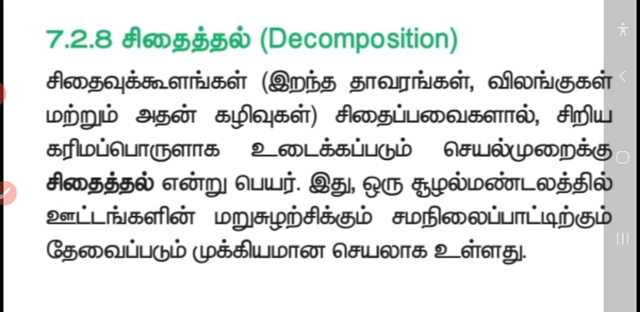 7.2.8 சிதைத்தல் (Decomposition)
சிதைவுக்கூளங்கள் (இறந்த தாவரங்கள், விலங்குகள்
மற்றும் அதன் கழிவுகள்) சிதைப்பவைகளால், சிறிய
கரிமப்பொருளாக உடைக்கப்படும் செயல்முறைக்கு
சிதைத்தல் என்று பெயர். இது, ஒரு சூழல்மண்டலத்தில்
ஊட்டங்களின் மறுசுழற்சிக்கும் சமநிலைப்பாட்டிற்கும்
தேவைப்படும் முக்கியமான செயலாக உள்ளது.